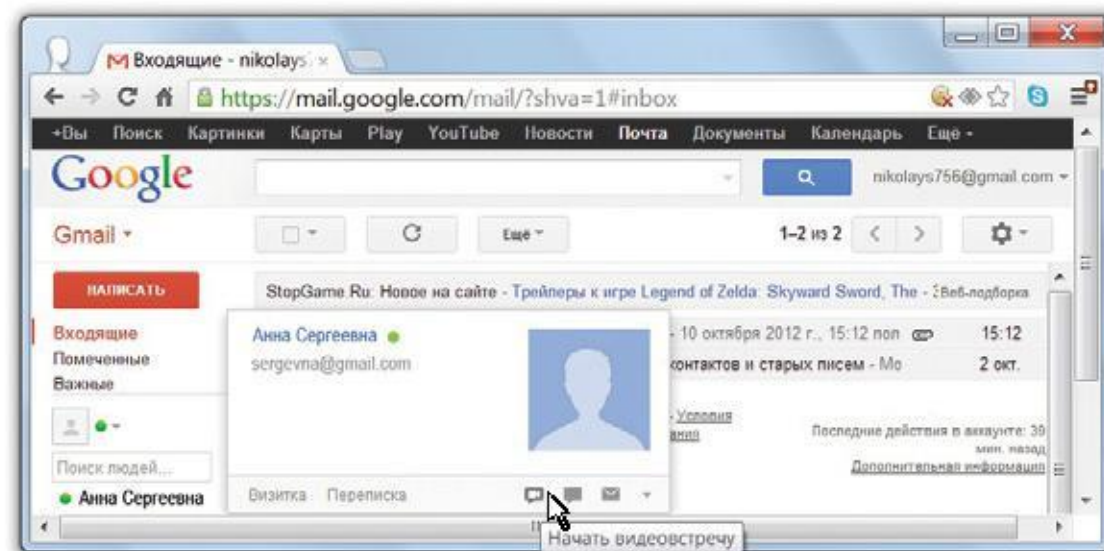 Входящие - nikolays
https://mail.google.com/mail/?shva=1#inbox
+Вы Поиск Картинки Карты Play YouTube Новости Почта Документы Календарь Ещё
Google
nikolays756@gmail.com
Gmail
Ещё
1–2 из 2
НАПИСАТЬ
StopGame.Ru: Новое на сайте - Трейлеры к игре Legend of Zelda: Skyward Sword, The - Веб-подборка
Входящие
Помеченные
Важные
Анна Сергеевна
sergevna@gmail.com
- 10 октября 2012 г., 15:12 пол 15:12
контактов и старых писем - Мо 2 окт.
- Условия
Последние действия в аккаунте: 39
мин. назад
Дополнительная информация
Поиск людей...
Анна Сергеевна
Визитка Переписка
Начать видеовстречу